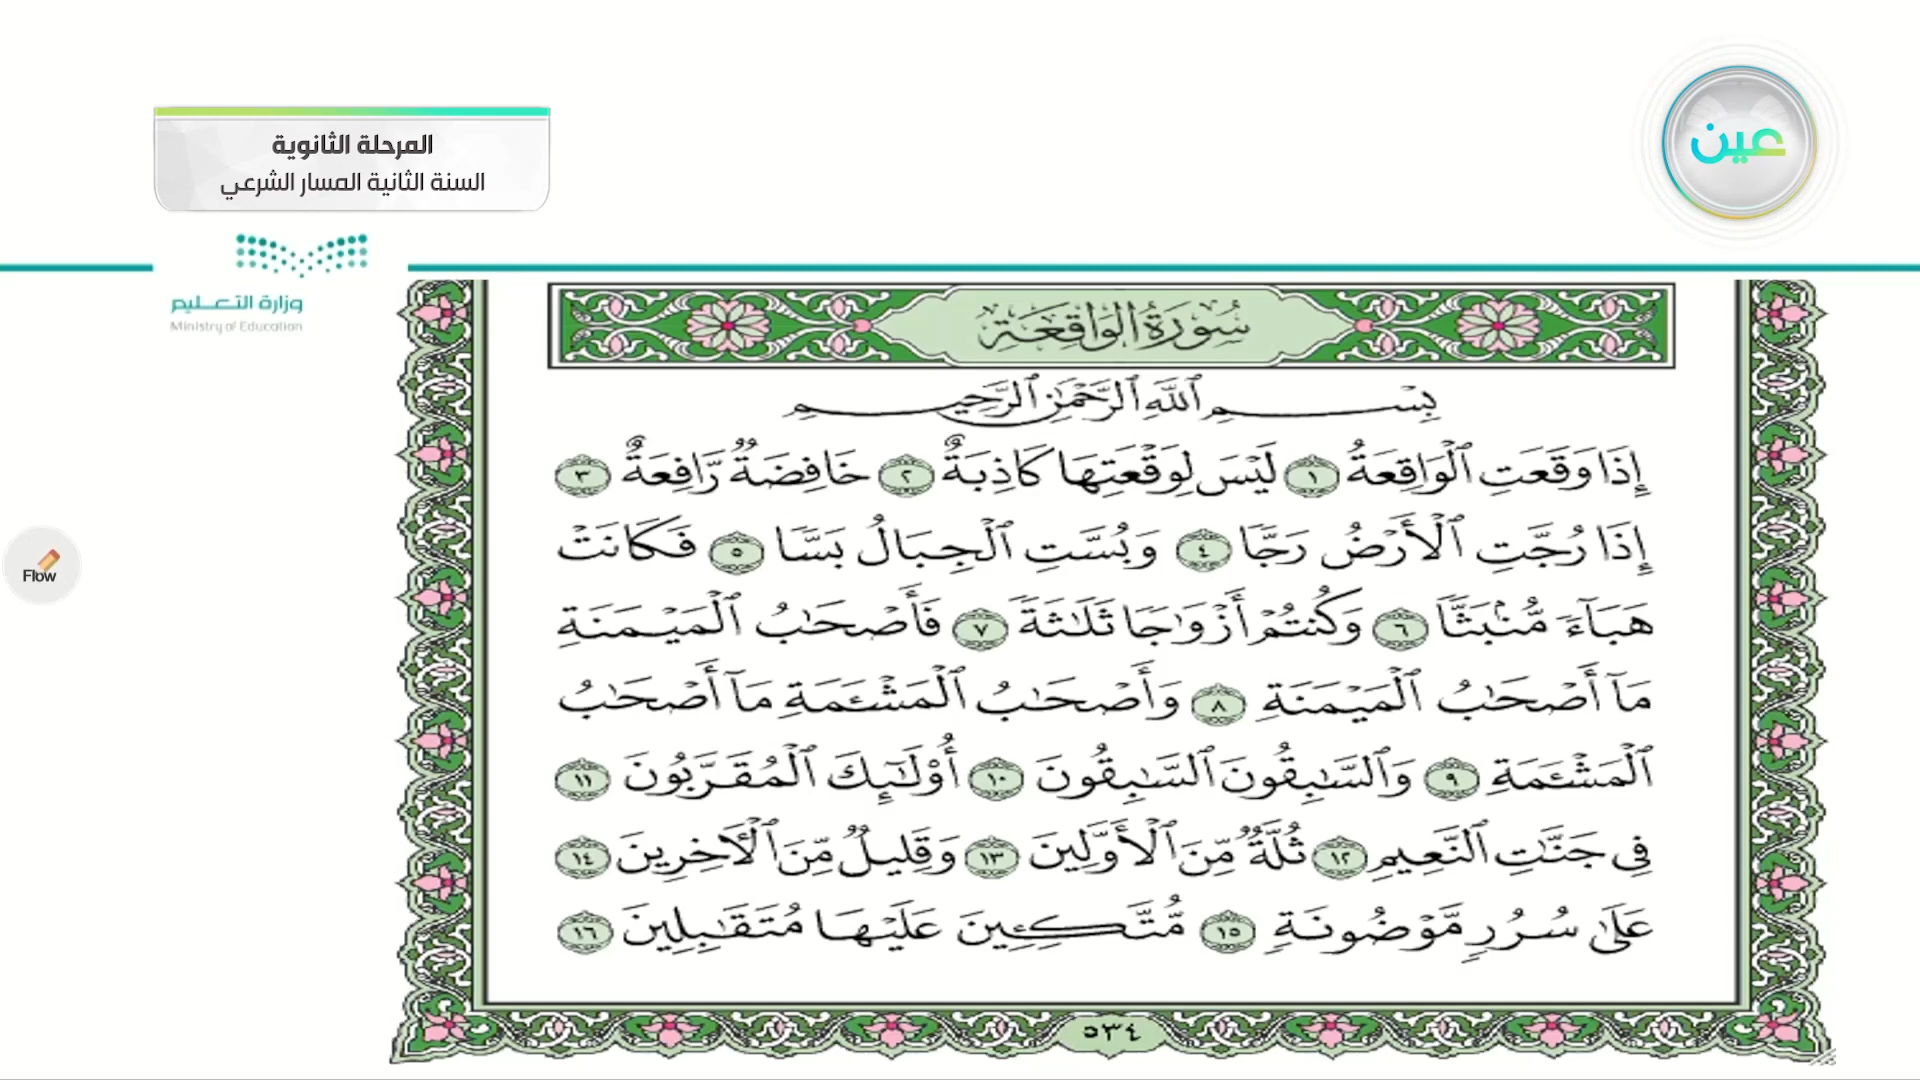 المرحلة الثانوية
السنة الثانية المسار الشرعي
عين
وزارة التعليم
Ministry of Education
سُورَةُ الوَاقِعَة
بِسْمِ ٱللَّهِ ٱلرَّحْمَٰنِ ٱلرَّحِيمِ
إِذَا وَقَعَتِ ٱلْوَاقِعَةُ ١ لَيْسَ لِوَقْعَتِهَا كَاذِبَةٌ ٢ خَافِضَةٌ رَّافِعَةٌ ٣
إِذَا رُجَّتِ ٱلْأَرْضُ رَجًّا ٤ وَبُسَّتِ ٱلْجِبَالُ بَسًّا ٥ فَكَانَتْ
هَبَآءً مُّنۢبَثًّا ٦ وَكُنتُمْ أَزْوَٰجًا ثَلَٰثَةً ٧ فَأَصْحَٰبُ ٱلْمَيْمَنَةِ
مَآ أَصْحَٰبُ ٱلْمَيْمَنَةِ ٨ وَأَصْحَٰبُ ٱلْمَشْـَٔمَةِ مَآ أَصْحَٰبُ
ٱلْمَشْـَٔمَةِ ٩ وَٱلسَّٰبِقُونَ ٱلسَّٰبِقُونَ ١٠ أُو۟لَٰٓئِكَ ٱلْمُقَرَّبُونَ ١١
فِى جَنَّٰتِ ٱلنَّعِيمِ ١٢ ثُلَّةٌ مِّنَ ٱلْأَوَّلِينَ ١٣ وَقَلِيلٌ مِّنَ ٱلْءَاخِرِينَ ١٤
عَلَىٰ سُرُرٍ مَّوْضُونَةٍ ١٥ مُّتَّكِـِٔينَ عَلَيْهَا مُتَقَٰبِلِينَ ١٦
٥٣٤
Flow